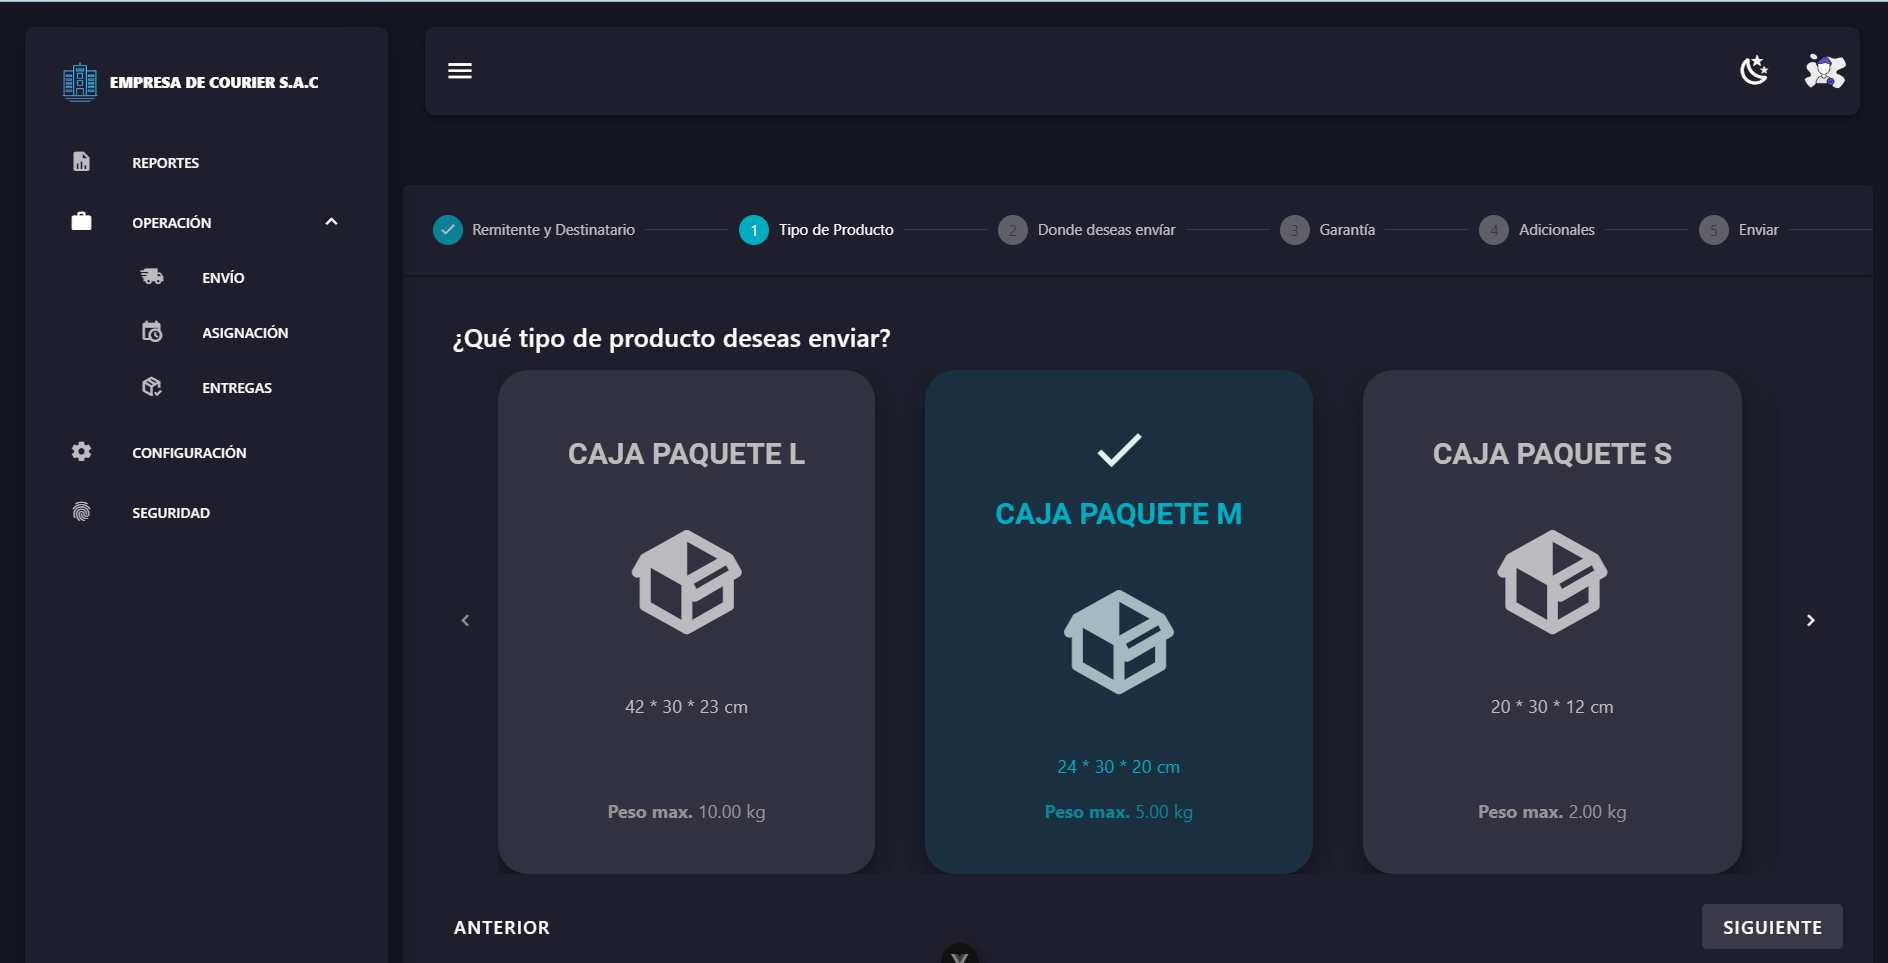 EMPRESA DE COURIER S.A.C
REPORTES
OPERACIÓN
ENVÍO
ASIGNACIÓN
ENTREGAS
CONFIGURACIÓN
SEGURIDAD
Remitente y Destinatario
1 Tipo de Producto
2 Donde deseas envíar
3 Garantía
4 Adicionales
5 Enviar
¿Qué tipo de producto deseas enviar?
CAJA PAQUETE L
42 * 30 * 23 cm
Peso max. 10.00 kg
CAJA PAQUETE M
24 * 30 * 20 cm
Peso max. 5.00 kg
CAJA PAQUETE S
20 * 30 * 12 cm
Peso max. 2.00 kg
ANTERIOR
SIGUIENTE